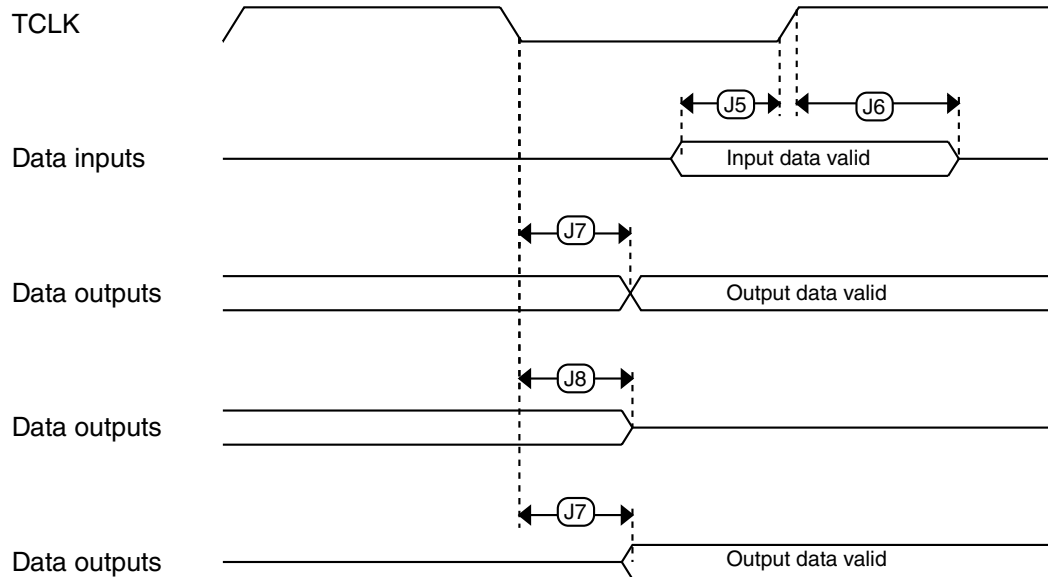 TCLK
J5
J6
Data inputs
Input data valid
J7
Data outputs
Output data valid
J8
Data outputs
J7
Data outputs
Output data valid